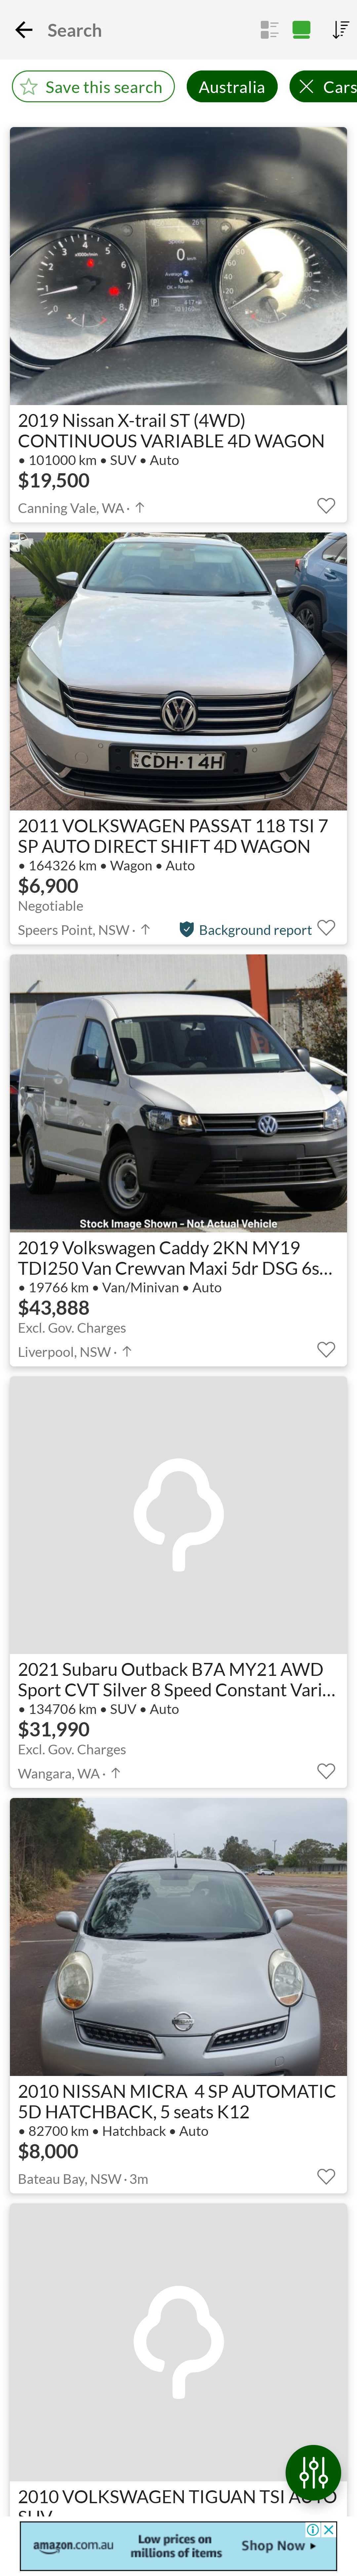 Search
Save this search
Australia
Cars
2019 Nissan X-trail ST (4WD)
CONTINUOUS VARIABLE 4D WAGON
• 101000 km • SUV • Auto
$19,500
Canning Vale, WA · ↑
CDH·14H
2011 VOLKSWAGEN PASSAT 118 TSI 7
SP AUTO DIRECT SHIFT 4D WAGON
• 164326 km • Wagon • Auto
$6,900
Negotiable
Speers Point, NSW · ↑
Background report
Stock Image Shown - Not Actual Vehicle
2019 Volkswagen Caddy 2KN MY19
TDI250 Van Crewvan Maxi 5dr DSG 6s...
• 19766 km • Van/Minivan • Auto
$43,888
Excl. Gov. Charges
Liverpool, NSW · ↑
2021 Subaru Outback B7A MY21 AWD
Sport CVT Silver 8 Speed Constant Vari...
• 134706 km • SUV • Auto
$31,990
Excl. Gov. Charges
Wangara, WA · ↑
2010 NISSAN MICRA 4 SP AUTOMATIC
5D HATCHBACK, 5 seats K12
• 82700 km • Hatchback • Auto
$8,000
Bateau Bay, NSW · 3m
2010 VOLKSWAGEN TIGUAN TSI AUTO
SUV
amazon.com.au
Low prices on
millions of items
Shop Now